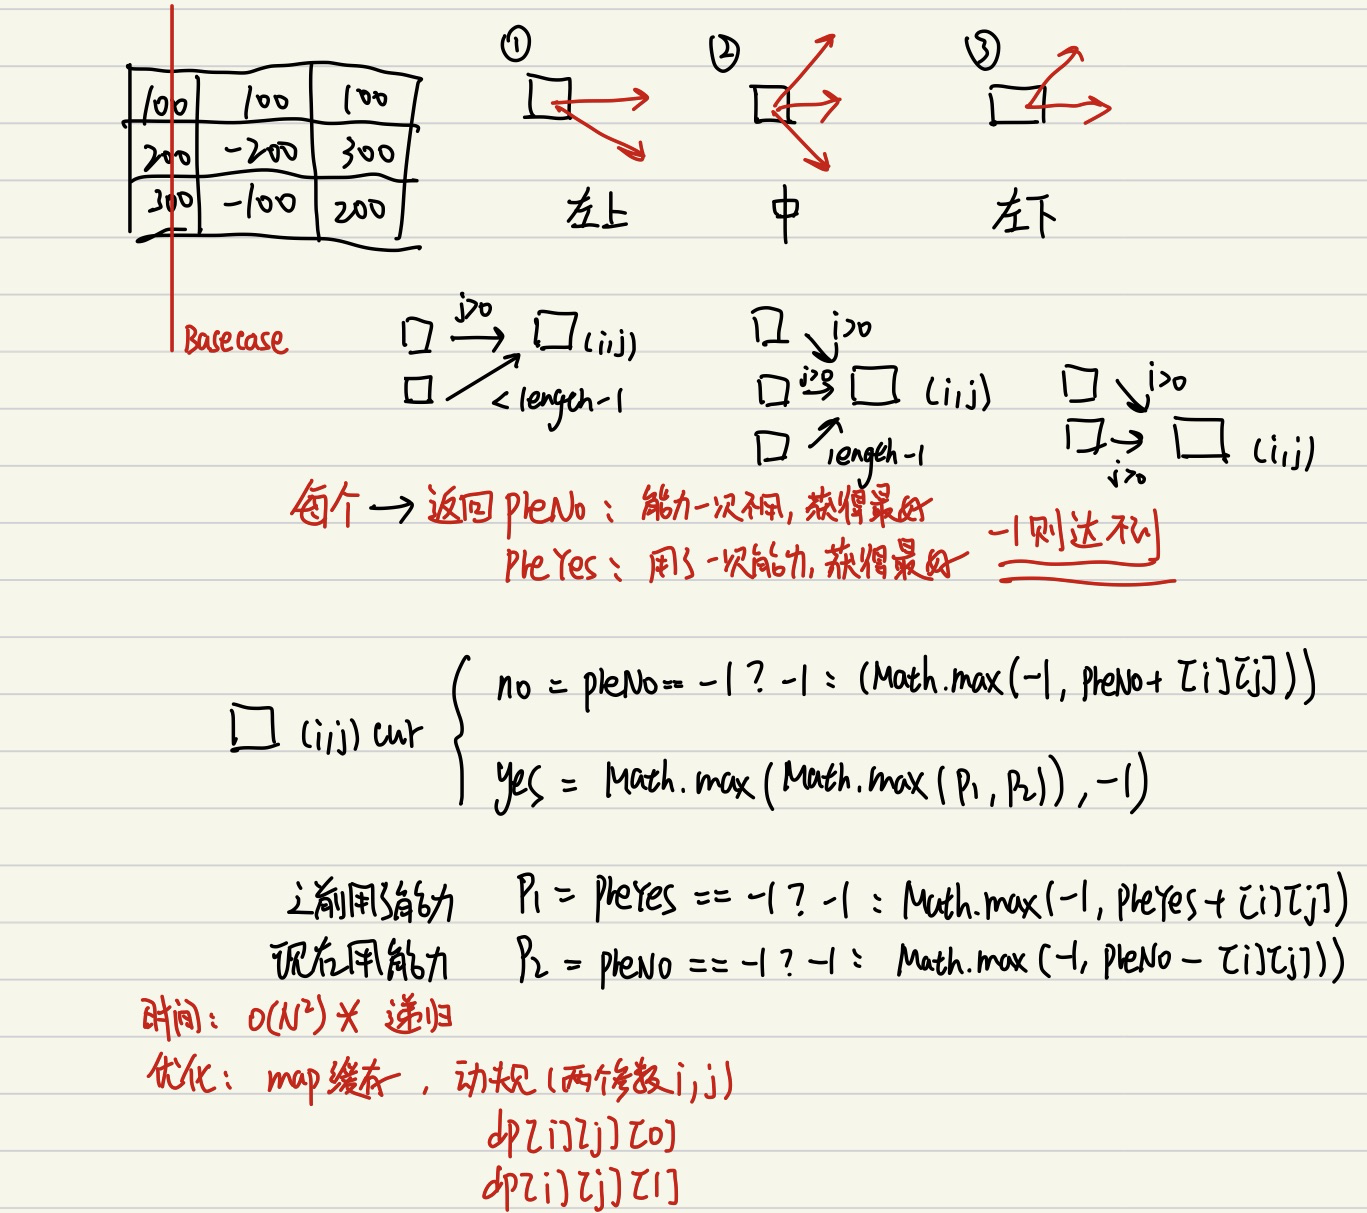 ① ② ③
100 100 100
200 -200 300
300 -100 200
左上 中 左下
Basecase
j>0 (i,j)
< length-1
j>0
j>0 (i,j)
length-1
i>0
j>0 (i,j)
每个 → 返回 preNo: 能力一次不用, 获得最好
preYes: 用了一次能力, 获得最好 -1则达不到
□ (i,j) cur
no = preNo == -1 ? -1 : (Math.max(-1, preNo + [i][j]))
yes = Math.max(Math.max(P1, P2)), -1)
之前用了能力 P1 = preYes == -1 ? -1 : Math.max(-1, preYes + [i][j])
现在用能力 P2 = preNo == -1 ? -1 : Math.max(-1, preNo - [i][j]))
时间: O(N²) * 递归
优化: map缓存, 动规(两个参数i,j)
dp[i][j][0]
dp[i][j][1]